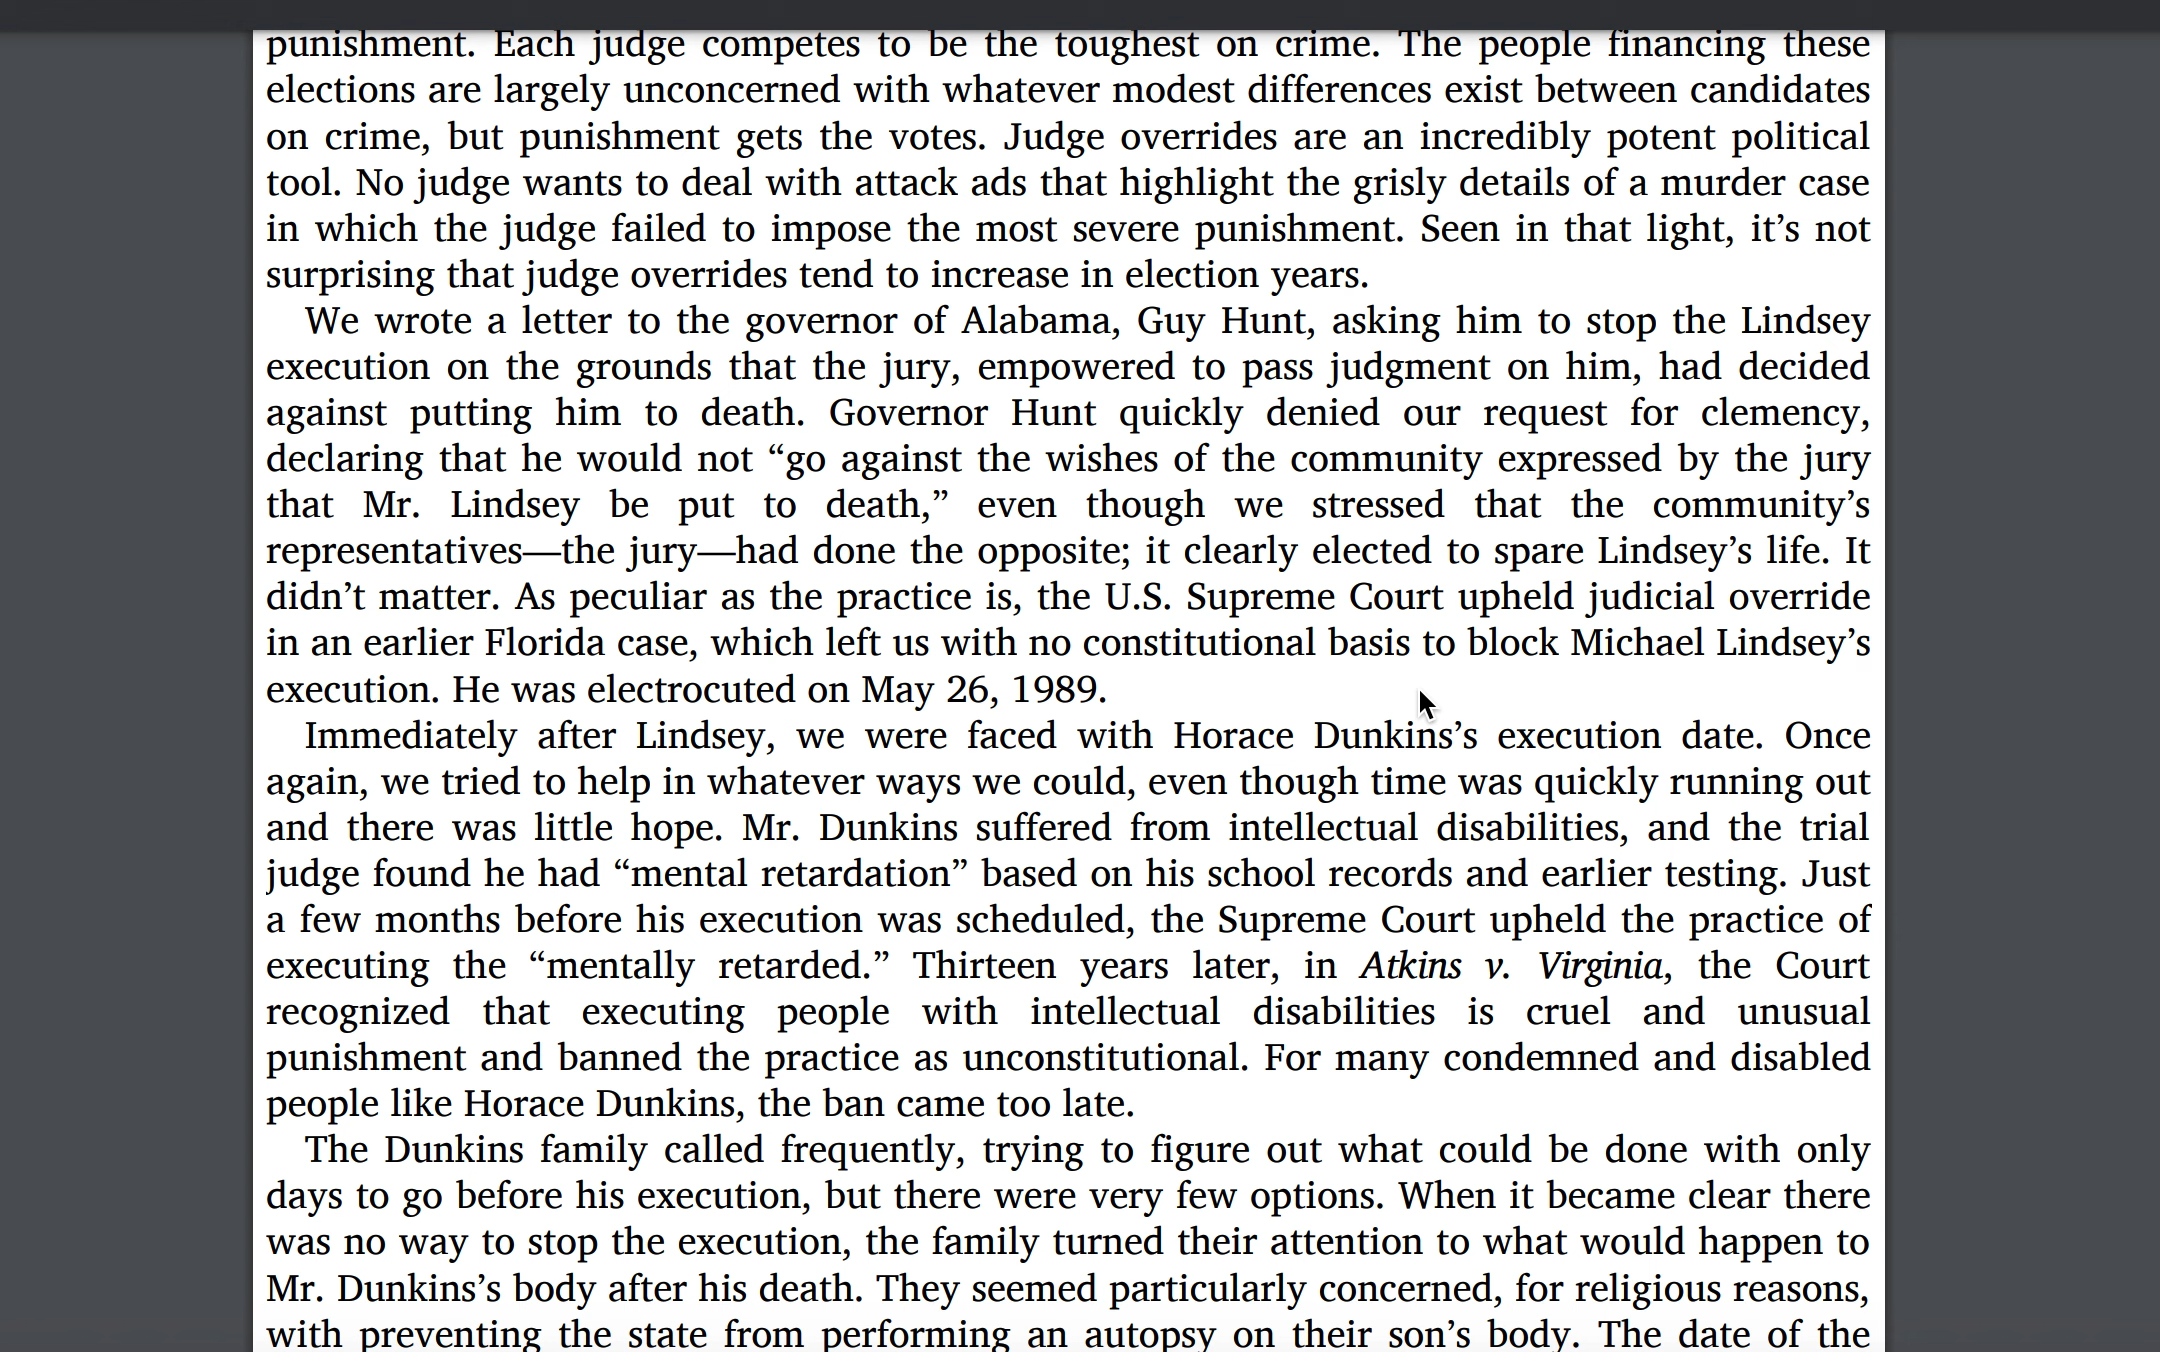 punishment. Each judge competes to be the toughest on crime. The people financing these
elections are largely unconcerned with whatever modest differences exist between candidates
on crime, but punishment gets the votes. Judge overrides are an incredibly potent political
tool. No judge wants to deal with attack ads that highlight the grisly details of a murder case
in which the judge failed to impose the most severe punishment. Seen in that light, it’s not
surprising that judge overrides tend to increase in election years.
We wrote a letter to the governor of Alabama, Guy Hunt, asking him to stop the Lindsey
execution on the grounds that the jury, empowered to pass judgment on him, had decided
against putting him to death. Governor Hunt quickly denied our request for clemency,
declaring that he would not “go against the wishes of the community expressed by the jury
that Mr. Lindsey be put to death,” even though we stressed that the community’s
representatives—the jury—had done the opposite; it clearly elected to spare Lindsey’s life. It
didn’t matter. As peculiar as the practice is, the U.S. Supreme Court upheld judicial override
in an earlier Florida case, which left us with no constitutional basis to block Michael Lindsey’s
execution. He was electrocuted on May 26, 1989.
Immediately after Lindsey, we were faced with Horace Dunkins’s execution date. Once
again, we tried to help in whatever ways we could, even though time was quickly running out
and there was little hope. Mr. Dunkins suffered from intellectual disabilities, and the trial
judge found he had “mental retardation” based on his school records and earlier testing. Just
a few months before his execution was scheduled, the Supreme Court upheld the practice of
executing the “mentally retarded.” Thirteen years later, in Atkins v. Virginia, the Court
recognized that executing people with intellectual disabilities is cruel and unusual
punishment and banned the practice as unconstitutional. For many condemned and disabled
people like Horace Dunkins, the ban came too late.
The Dunkins family called frequently, trying to figure out what could be done with only
days to go before his execution, but there were very few options. When it became clear there
was no way to stop the execution, the family turned their attention to what would happen to
Mr. Dunkins’s body after his death. They seemed particularly concerned, for religious reasons,
with preventing the state from performing an autopsy on their son’s body. The date of the